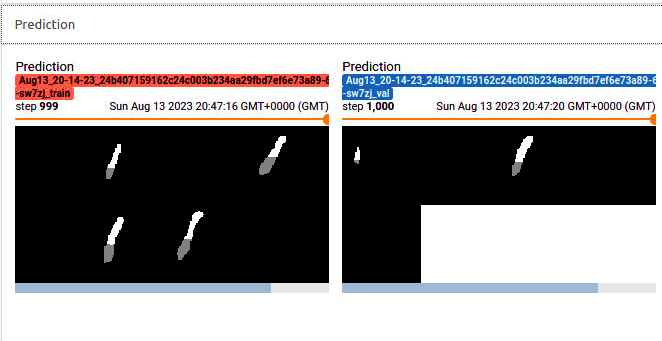 Prediction
Prediction
Aug13_20-14-23_24b407159162c24c003b234aa29fbd7ef6e73a89-6
-sw7zj_train
step 999 Sun Aug 13 2023 20:47:16 GMT+0000 (GMT)
Prediction
Aug13_20-14-23_24b407159162c24c003b234aa29fbd7ef6e73a89-6
-sw7zj_val
step 1,000 Sun Aug 13 2023 20:47:20 GMT+0000 (GMT)